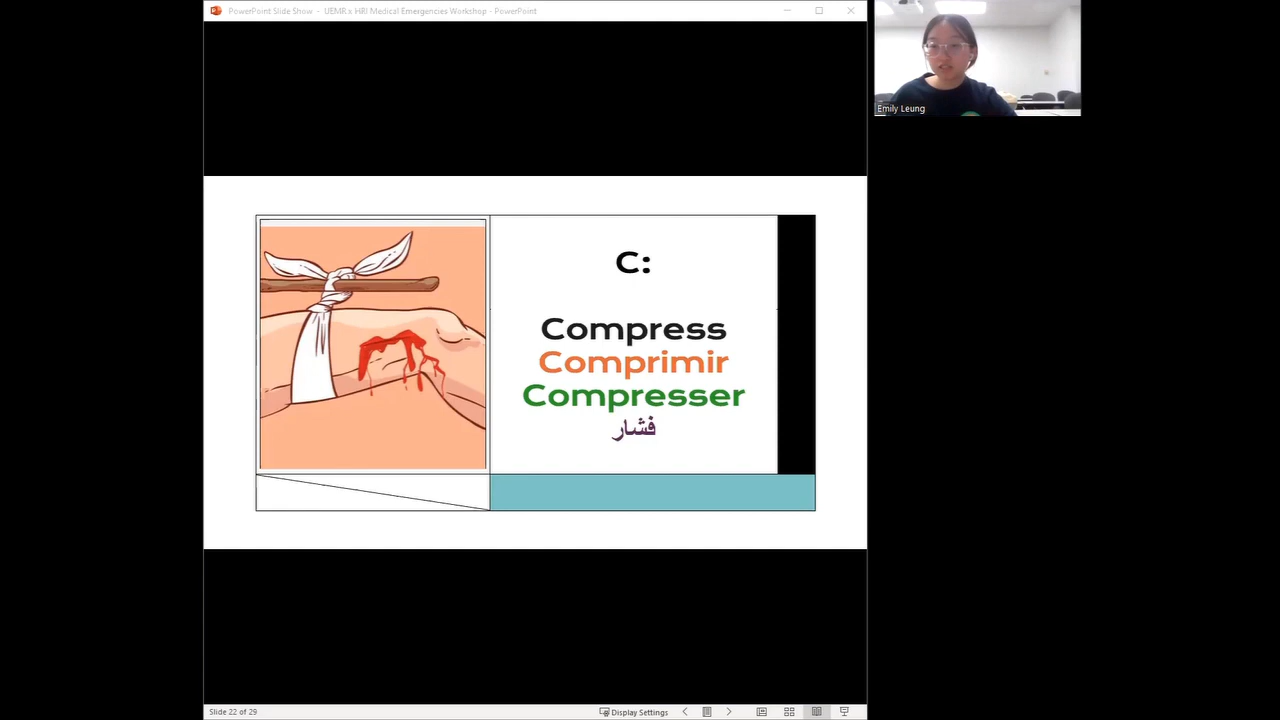 PowerPoint Slide Show - UEMR x HRI Medical Emergencies Workshop - PowerPoint
Emily Leung
C:
Compress
Comprimir
Compresser
فشار
Slide 22 of 29
Display Settings